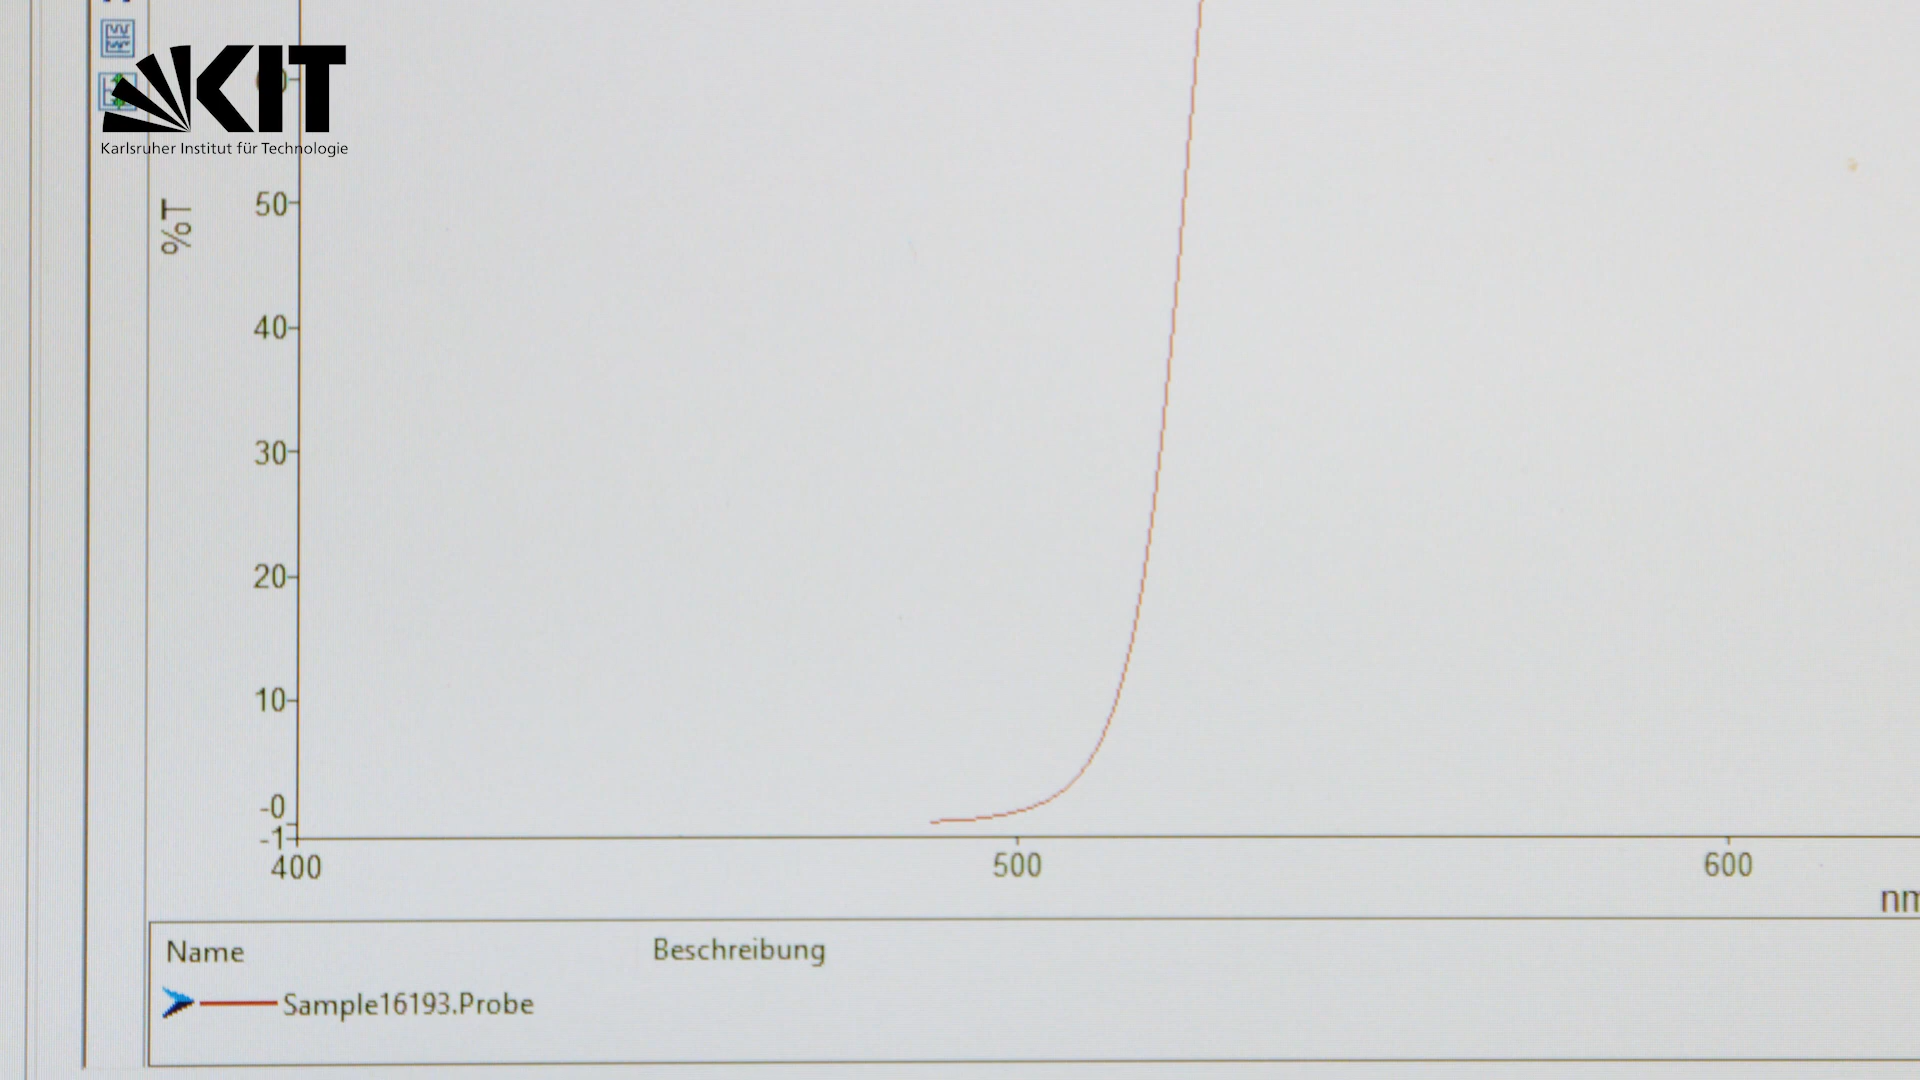 KIT
Karlsruher Institut für Technologie
%T
50
40
30
20
10
-0
-1
400 500 600
nm
Name Beschreibung
Sample16193.Probe